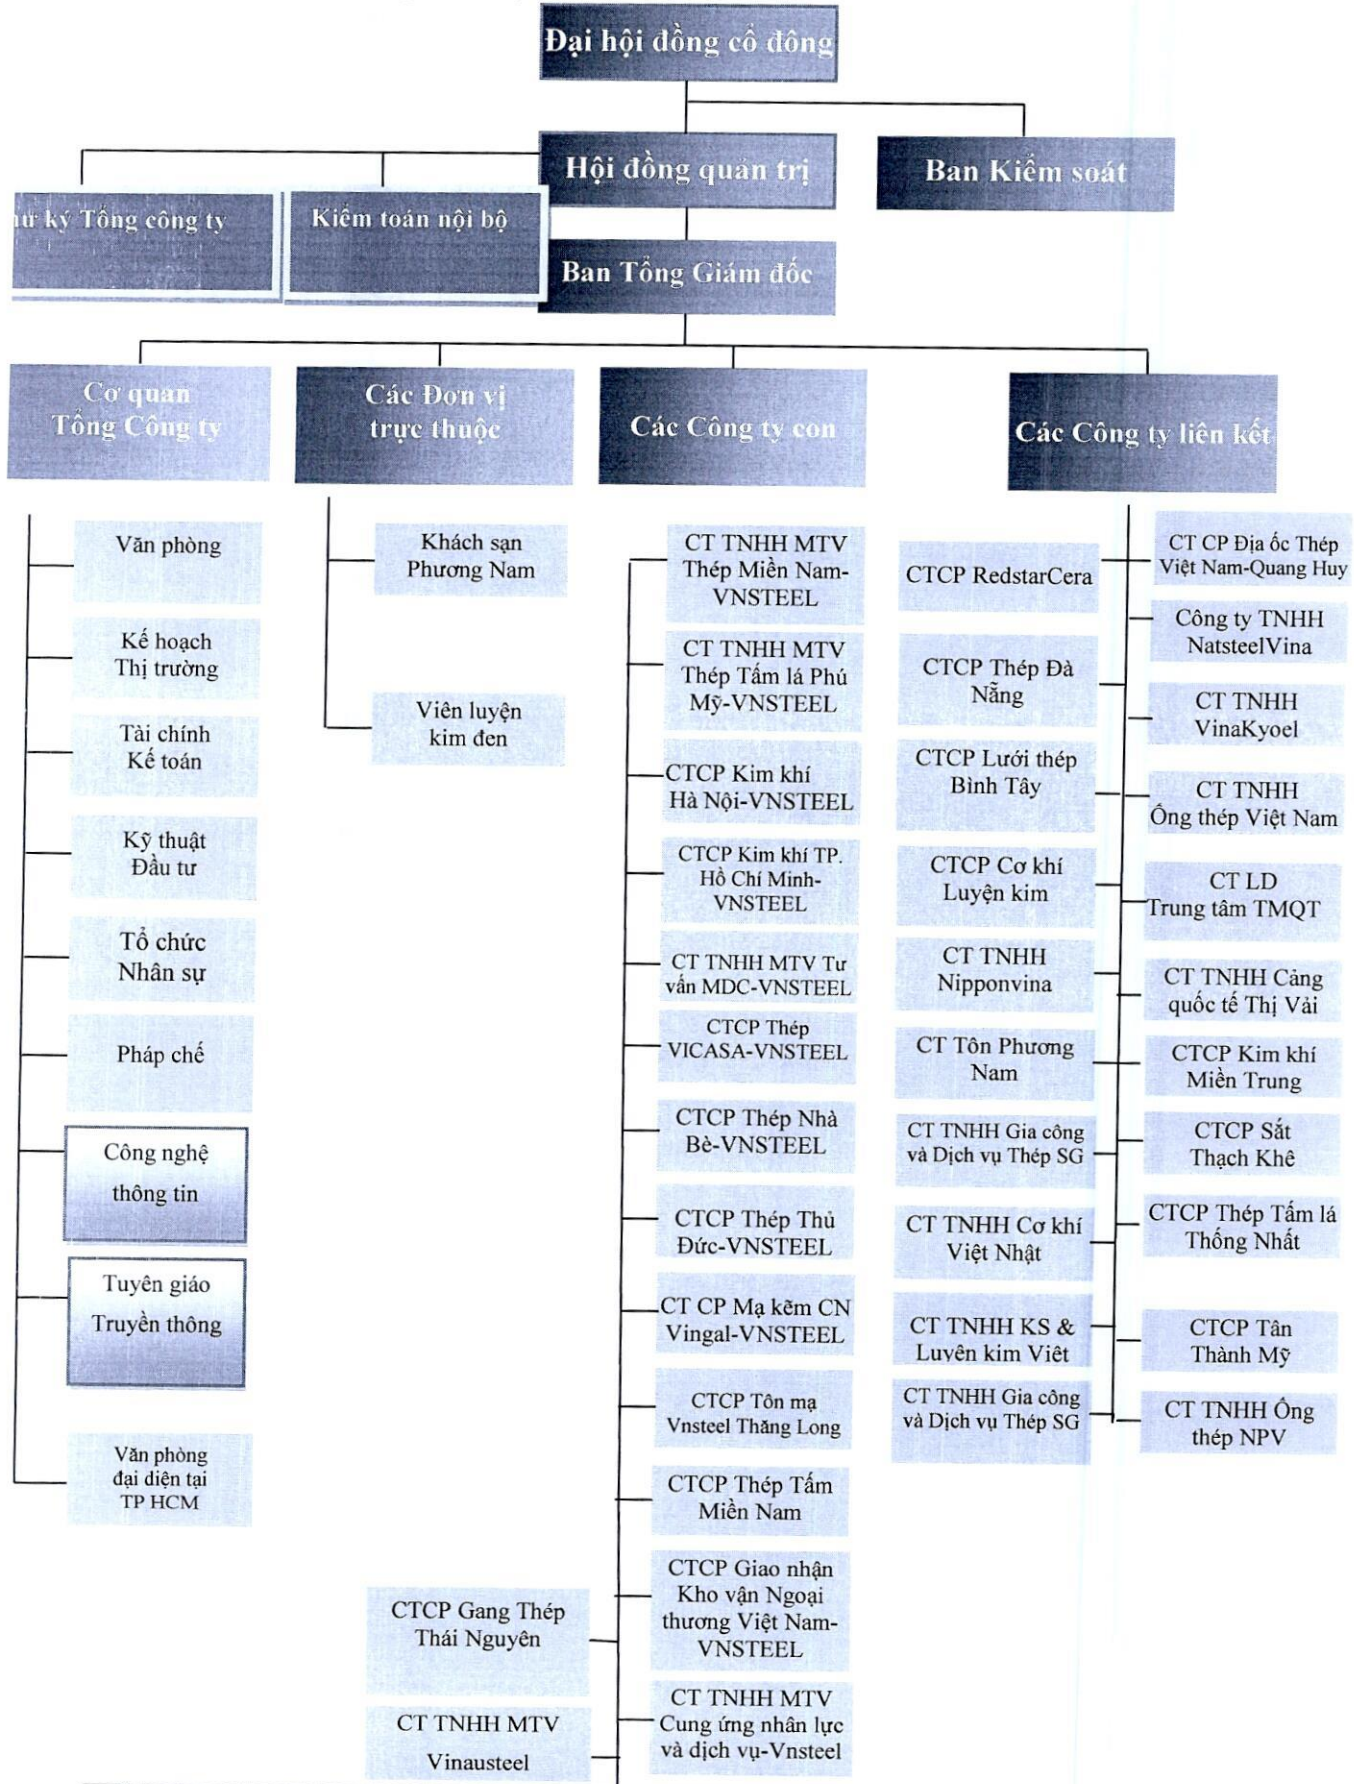 Đại hội đồng cổ đông
Hội đồng quản trị
Ban Kiểm soát
ư ký Tổng công ty
Kiểm toán nội bộ
Ban Tổng Giám đốc
Cơ quan
Tổng Công ty
Các Đơn vị
trực thuộc
Các Công ty con
Các Công ty liên kết
Văn phòng
Kế hoạch
Thị trường
Tài chính
Kế toán
Kỹ thuật
Đầu tư
Tổ chức
Nhân sự
Pháp chế
Công nghệ
thông tin
Tuyên giáo
Truyền thông
Văn phòng
đại diện tại
TP HCM
Khách sạn
Phương Nam
Viên luyện
kim đen
CT TNHH MTV
Thép Miền Nam-
VNSTEEL
CT TNHH MTV
Thép Tấm lá Phú
Mỹ-VNSTEEL
CTCP Kim khí
Hà Nội-VNSTEEL
CTCP Kim khí TP.
Hồ Chí Minh-
VNSTEEL
CT TNHH MTV Tư
vấn MDC-VNSTEEL
CTCP Thép
VICASA-VNSTEEL
CTCP Thép Nhà
Bè-VNSTEEL
CTCP Thép Thủ
Đức-VNSTEEL
CT CP Mạ kẽm CN
Vingal-VNSTEEL
CTCP Tôn mạ
Vnsteel Thăng Long
CTCP Thép Tấm
Miền Nam
CTCP Giao nhận
Kho vận Ngoại
thương Việt Nam-
VNSTEEL
CT TNHH MTV
Cung ứng nhân lực
và dịch vụ-Vnsteel
CTCP Gang Thép
Thái Nguyên
CT TNHH MTV
Vinausteel
CTCP RedstarCera
CTCP Thép Đà
Nẵng
CTCP Lưới thép
Bình Tây
CTCP Cơ khí
Luyện kim
CT TNHH
Nipponvina
CT Tôn Phương
Nam
CT TNHH Gia công
và Dịch vụ Thép SG
CT TNHH Cơ khí
Việt Nhật
CT TNHH KS &
Luyên kim Viêt
CT TNHH Gia công
và Dịch vụ Thép SG
CT CP Địa ốc Thép
Việt Nam-Quang Huy
Công ty TNHH
NatsteelVina
CT TNHH
VinaKyoel
CT TNHH
Ống thép Việt Nam
CT LD
Trung tâm TMQT
CT TNHH Cảng
quốc tế Thị Vải
CTCP Kim khí
Miền Trung
CTCP Sắt
Thạch Khê
CTCP Thép Tấm lá
Thống Nhất
CTCP Tân
Thành Mỹ
CT TNHH Ông
thép NPV